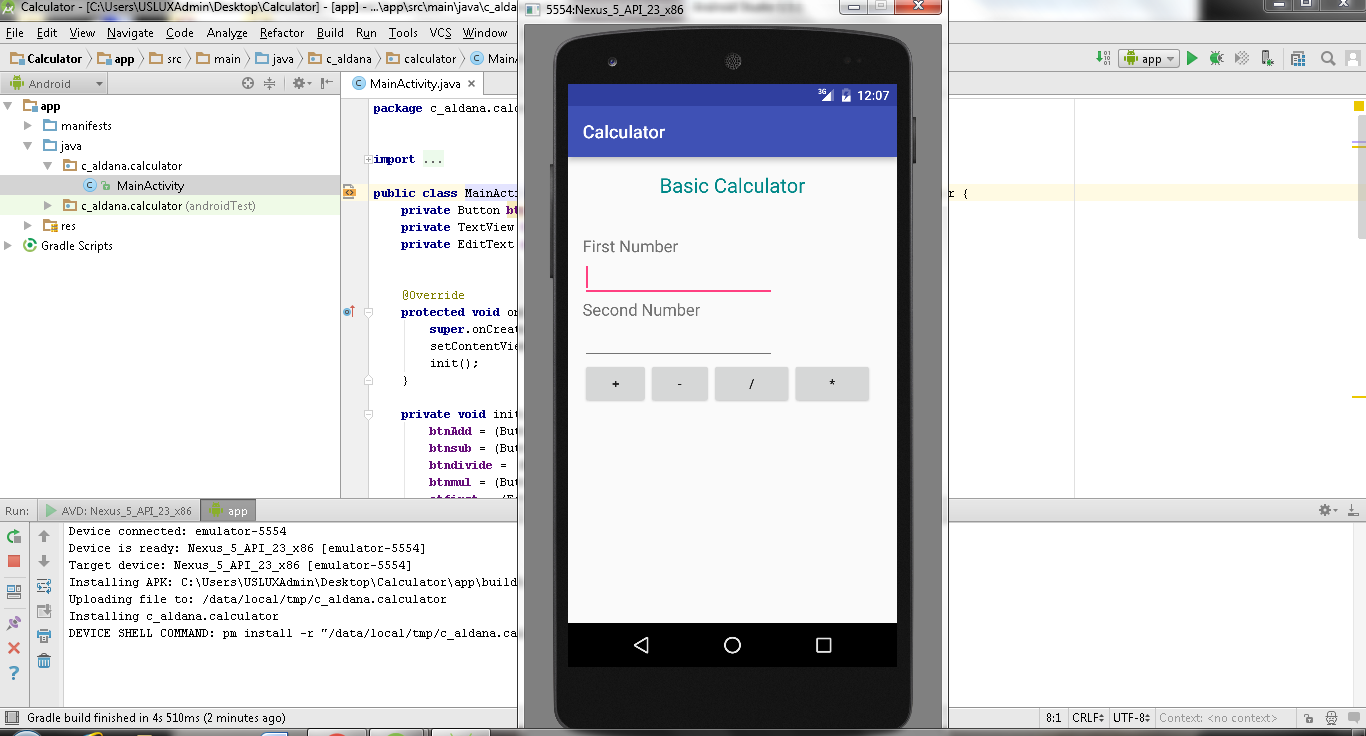 Calculator - [C:\Users\USLUXAdmin\Desktop\Calculator] - [app] - ...\app\src\main\java\c_aldana
File Edit View Navigate Code Analyze Refactor Build Run Tools VCS Window
Calculator app src main java c_aldana calculator
app
Android
MainActivity.java
app
manifests
java
c_aldana.calculator
MainActivity
c_aldana.calculator (androidTest)
res
Gradle Scripts
package c_aldana.calc
import ...
public class MainActi
r {
private Button bt
private TextView
private EditText
@Override
protected void on
super.onCreat
setContentVie
init();
}
private void init
btnAdd = (But
btnsub = (But
btndivide =
btnmul = (But
5554:Nexus_5_API_23_x86
3G 12:07
Calculator
Basic Calculator
First Number
Second Number
+ - / *
Run: AVD: Nexus_5_API_23_x86 app
Device connected: emulator-5554
Device is ready: Nexus_5_API_23_x86 [emulator-5554]
Target device: Nexus_5_API_23_x86 [emulator-5554]
Installing APK: C:\Users\USLUXAdmin\Desktop\Calculator\app\build
Uploading file to: /data/local/tmp/c_aldana.calculator
Installing c_aldana.calculator
DEVICE SHELL COMMAND: pm install -r "/data/local/tmp/c_aldana.ca
Gradle build finished in 4s 510ms (2 minutes ago)
8:1 CRLF UTF-8 Context: <no context>